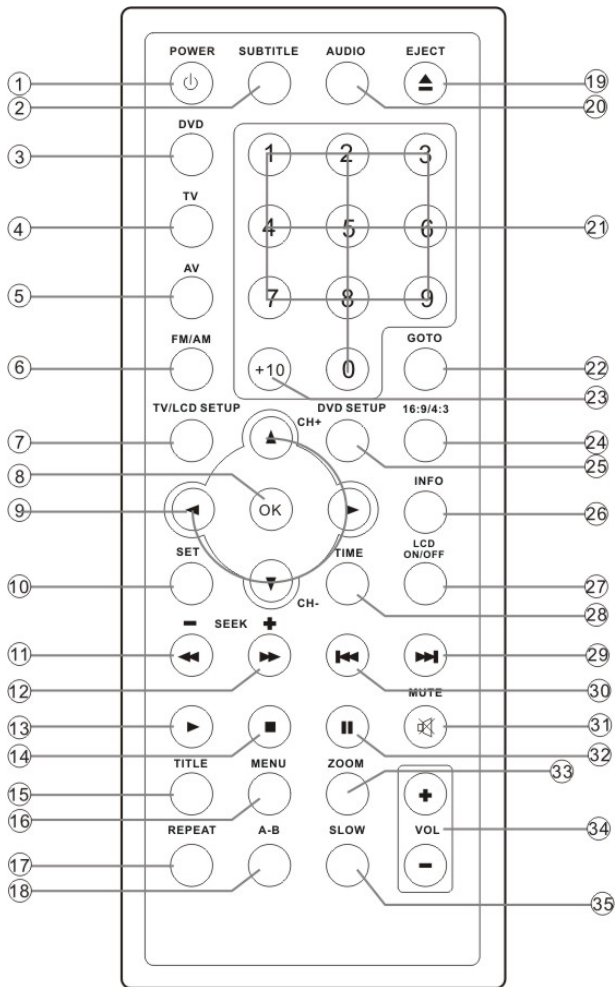 POWER SUBTITLE AUDIO EJECT
1 19
2 20
DVD
3 1 2 3
TV
4 4 5 6 21
AV
5 7 8 9
FM/AM GOTO
6 +10 0 22
23
TV/LCD SETUP CH+ DVD SETUP 16:9/4:3
7 24
25
8 INFO
9 OK 26
SET TIME LCD
ON/OFF
10 27
CH-
28
- SEEK +
11 29
12 30
MUTE
13 31
14 32
TITLE MENU ZOOM 33
15
16 VOL 34
REPEAT A-B SLOW
17
18 35